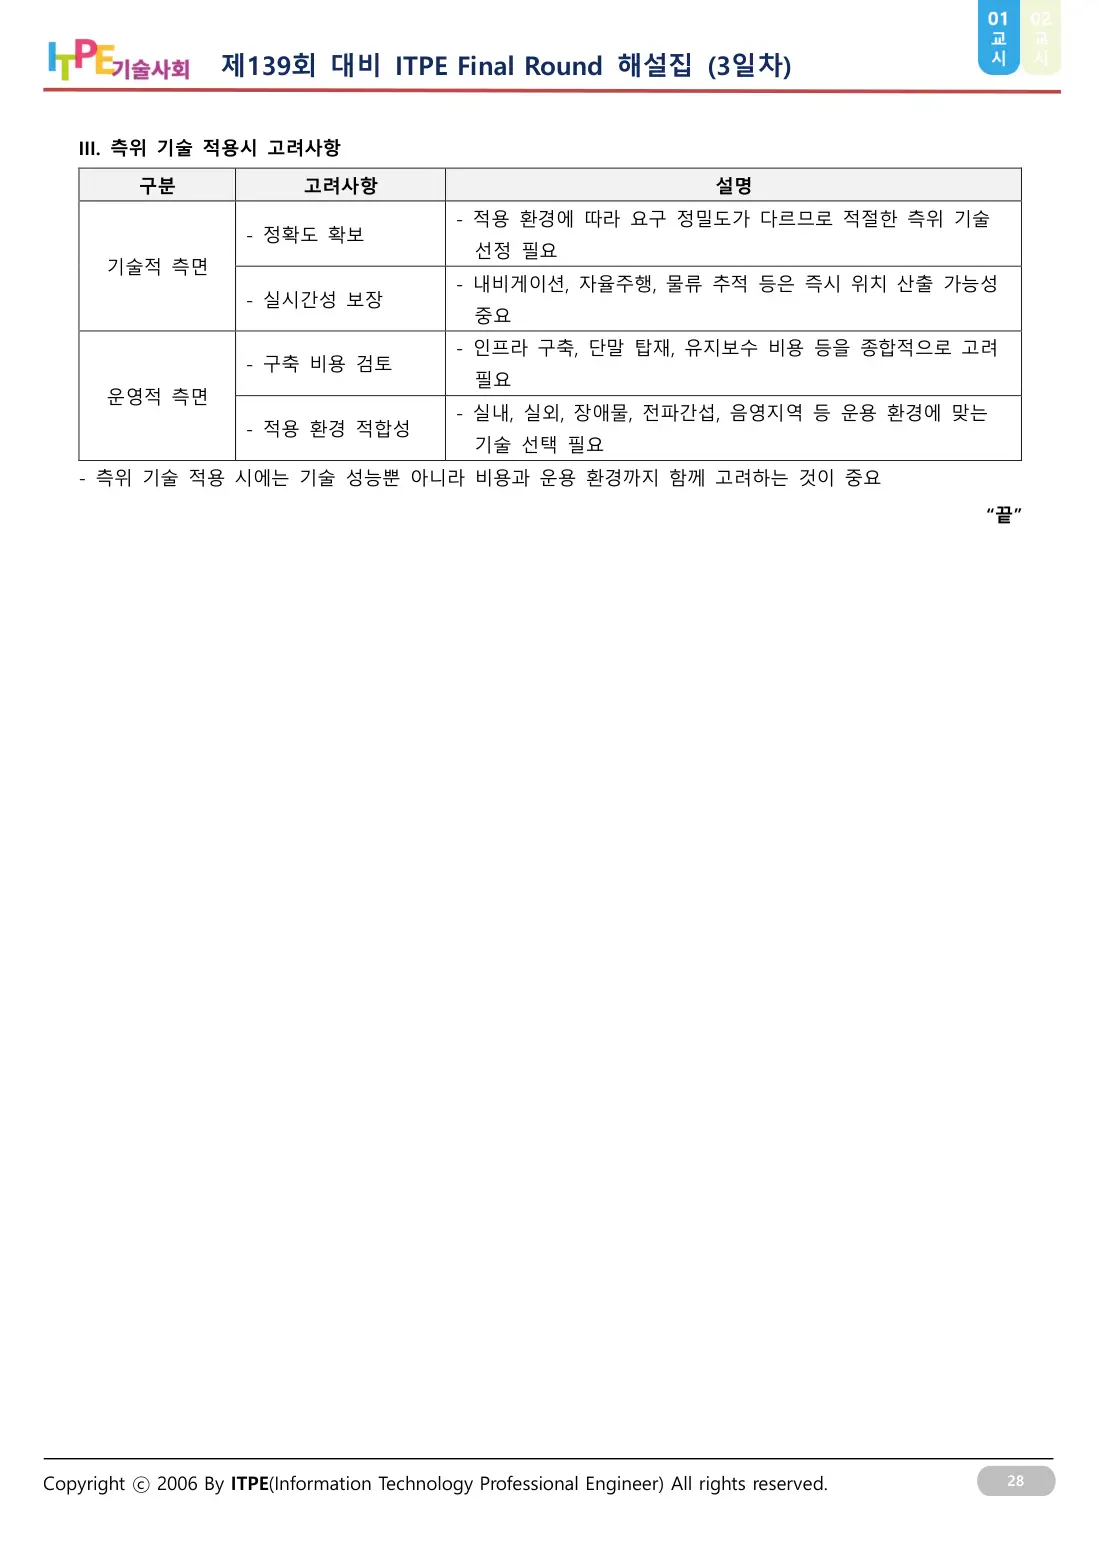 ITPE기술사회 제139회 대비 ITPE Final Round 해설집 (3일차)
01 교시
02 교시
III. 측위 기술 적용시 고려사항
구분 고려사항 설명
기술적 측면
- 정확도 확보
- 적용 환경에 따라 요구 정밀도가 다르므로 적절한 측위 기술
선정 필요
- 실시간성 보장
- 내비게이션, 자율주행, 물류 추적 등은 즉시 위치 산출 가능성
중요
운영적 측면
- 구축 비용 검토
- 인프라 구축, 단말 탑재, 유지보수 비용 등을 종합적으로 고려
필요
- 적용 환경 적합성
- 실내, 실외, 장애물, 전파간섭, 음영지역 등 운용 환경에 맞는
기술 선택 필요
- 측위 기술 적용 시에는 기술 성능뿐 아니라 비용과 운용 환경까지 함께 고려하는 것이 중요
“끝”
Copyright ⓒ 2006 By ITPE(Information Technology Professional Engineer) All rights reserved.
28